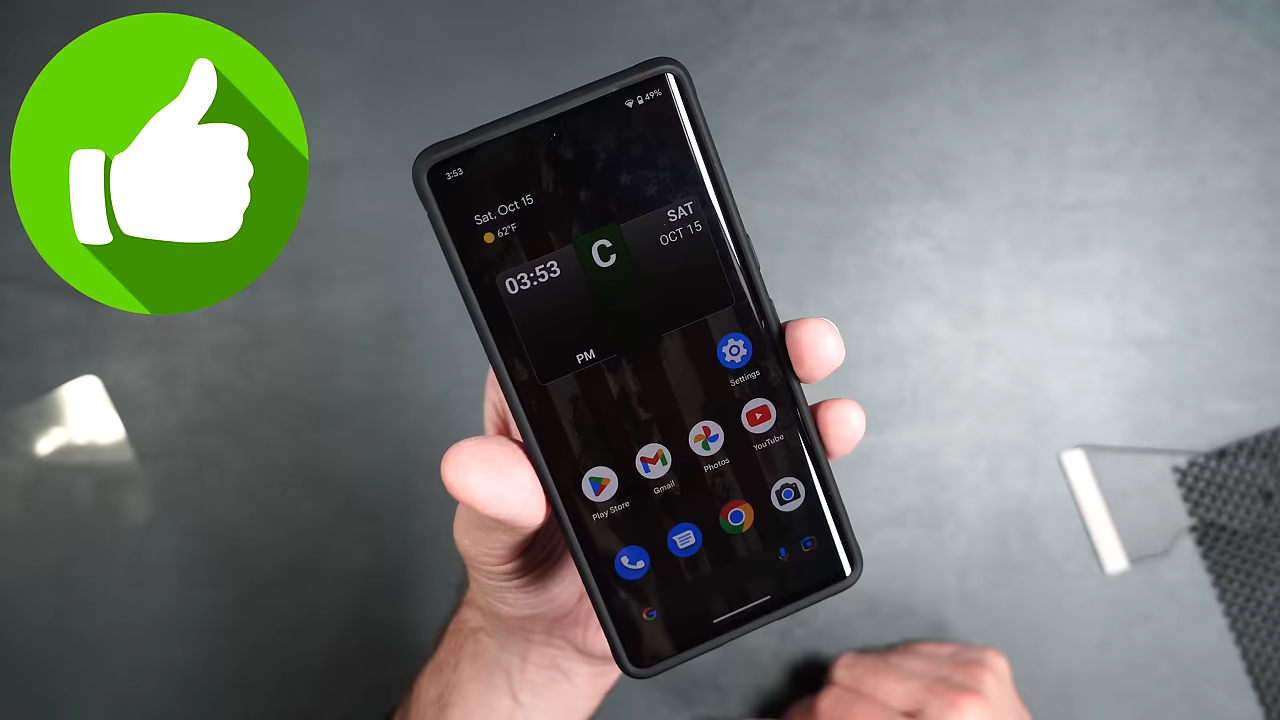 3:53
49%
Sat, Oct 15
62°F
03:53
C
SAT
OCT 15
PM
Settings
Play Store
Gmail
Photos
YouTube